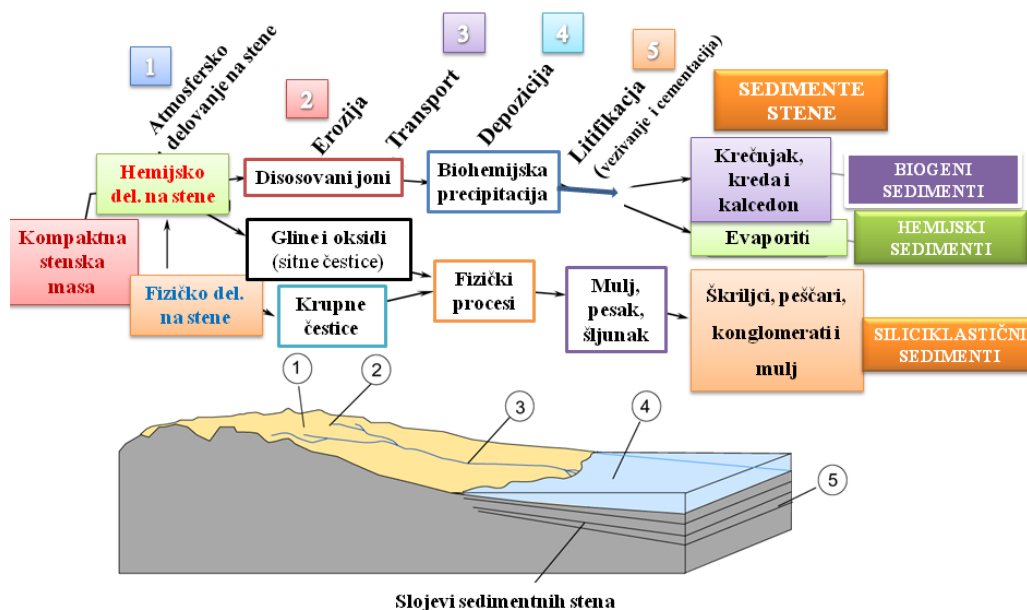 1
2
3
4
5
Atmosfersko
delovanje na stene
Erozija
Transport
Depozicija
Litifikacja
(vezivanje i cementacija)
SEDIMENTE
STENE
Kompaktna
stenska
masa
Hemijsko
del. na stene
Fizičko del.
na stene
Disosovani joni
Gline i oksidi
(sitne čestice)
Krupne
čestice
Biohemijska
precipitacija
Fizički
procesi
Mulj,
pesak,
šljunak
Krečnjak,
kreda i
kalcedon
Evaporiti
Škriljci, peščari,
konglomerati i
mulj
BIOGENI
SEDIMENTI
HEMIJSKI
SEDIMENTI
SILICIKLASTIČNI
SEDIMENTI
1
2
3
4
5
Slojevi sedimentnih stena